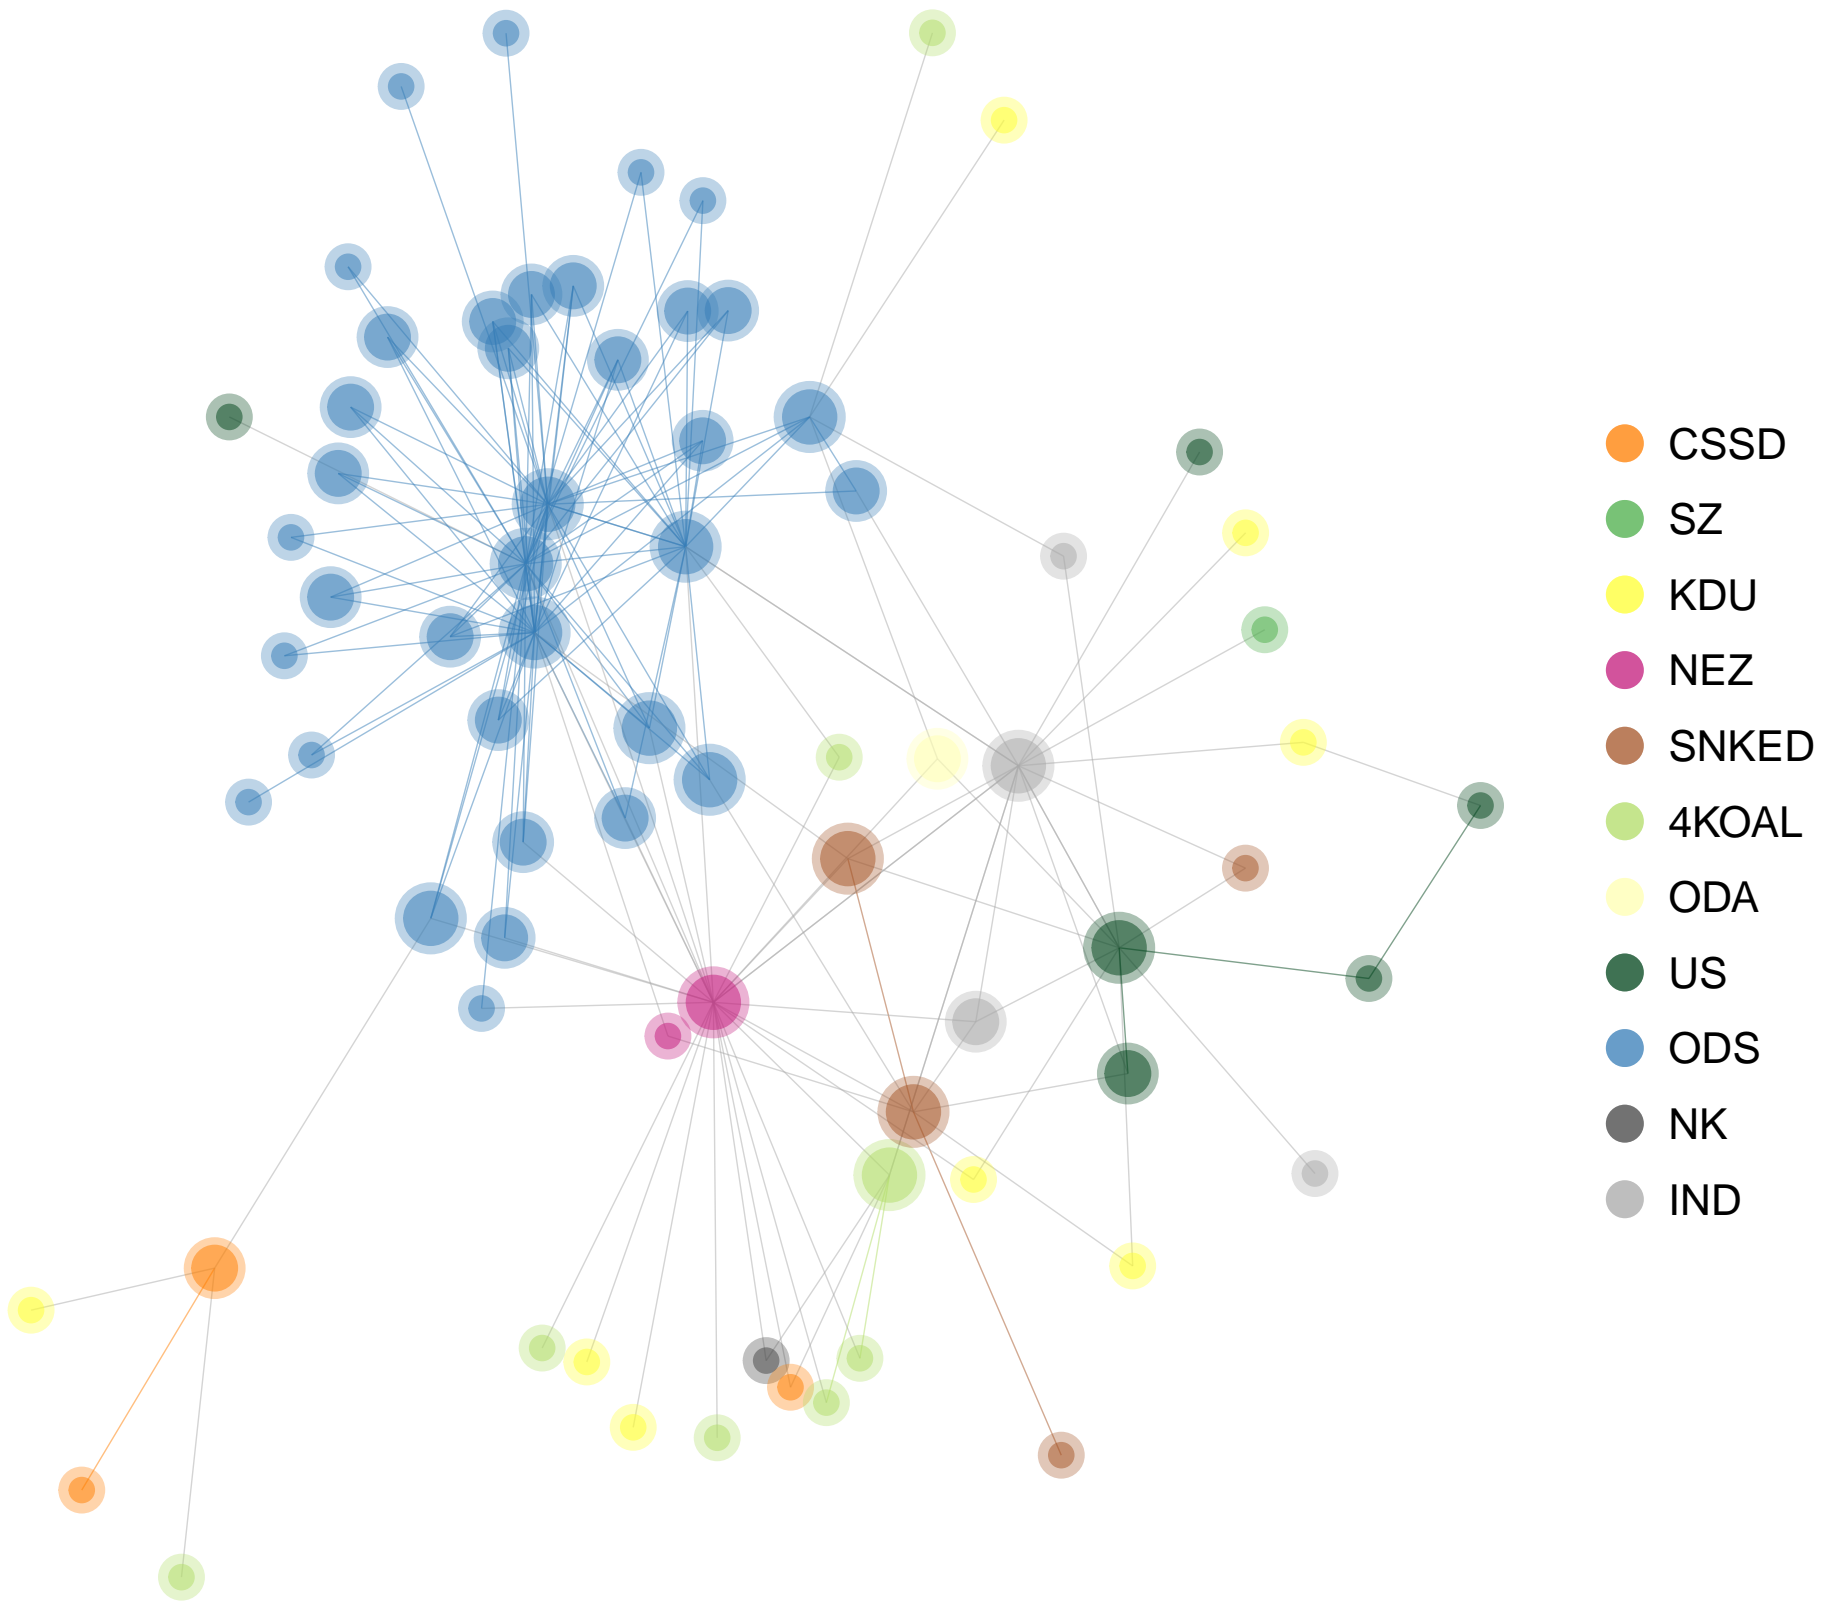 CSSD
SZ
KDU
NEZ
SNKED
4KOAL
ODA
US
ODS
NK
IND